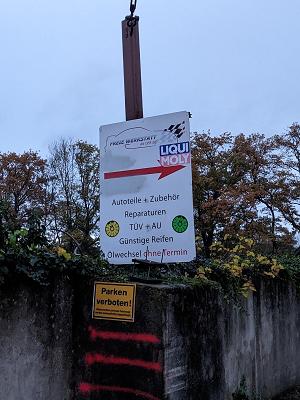 FREIE WERKSTATT
LIQUI
MOLY
Autoteile + Zubehör
Reparaturen
TÜV + AU
Günstige Reifen
Ölwechsel ohne Termin
Parken
verboten!